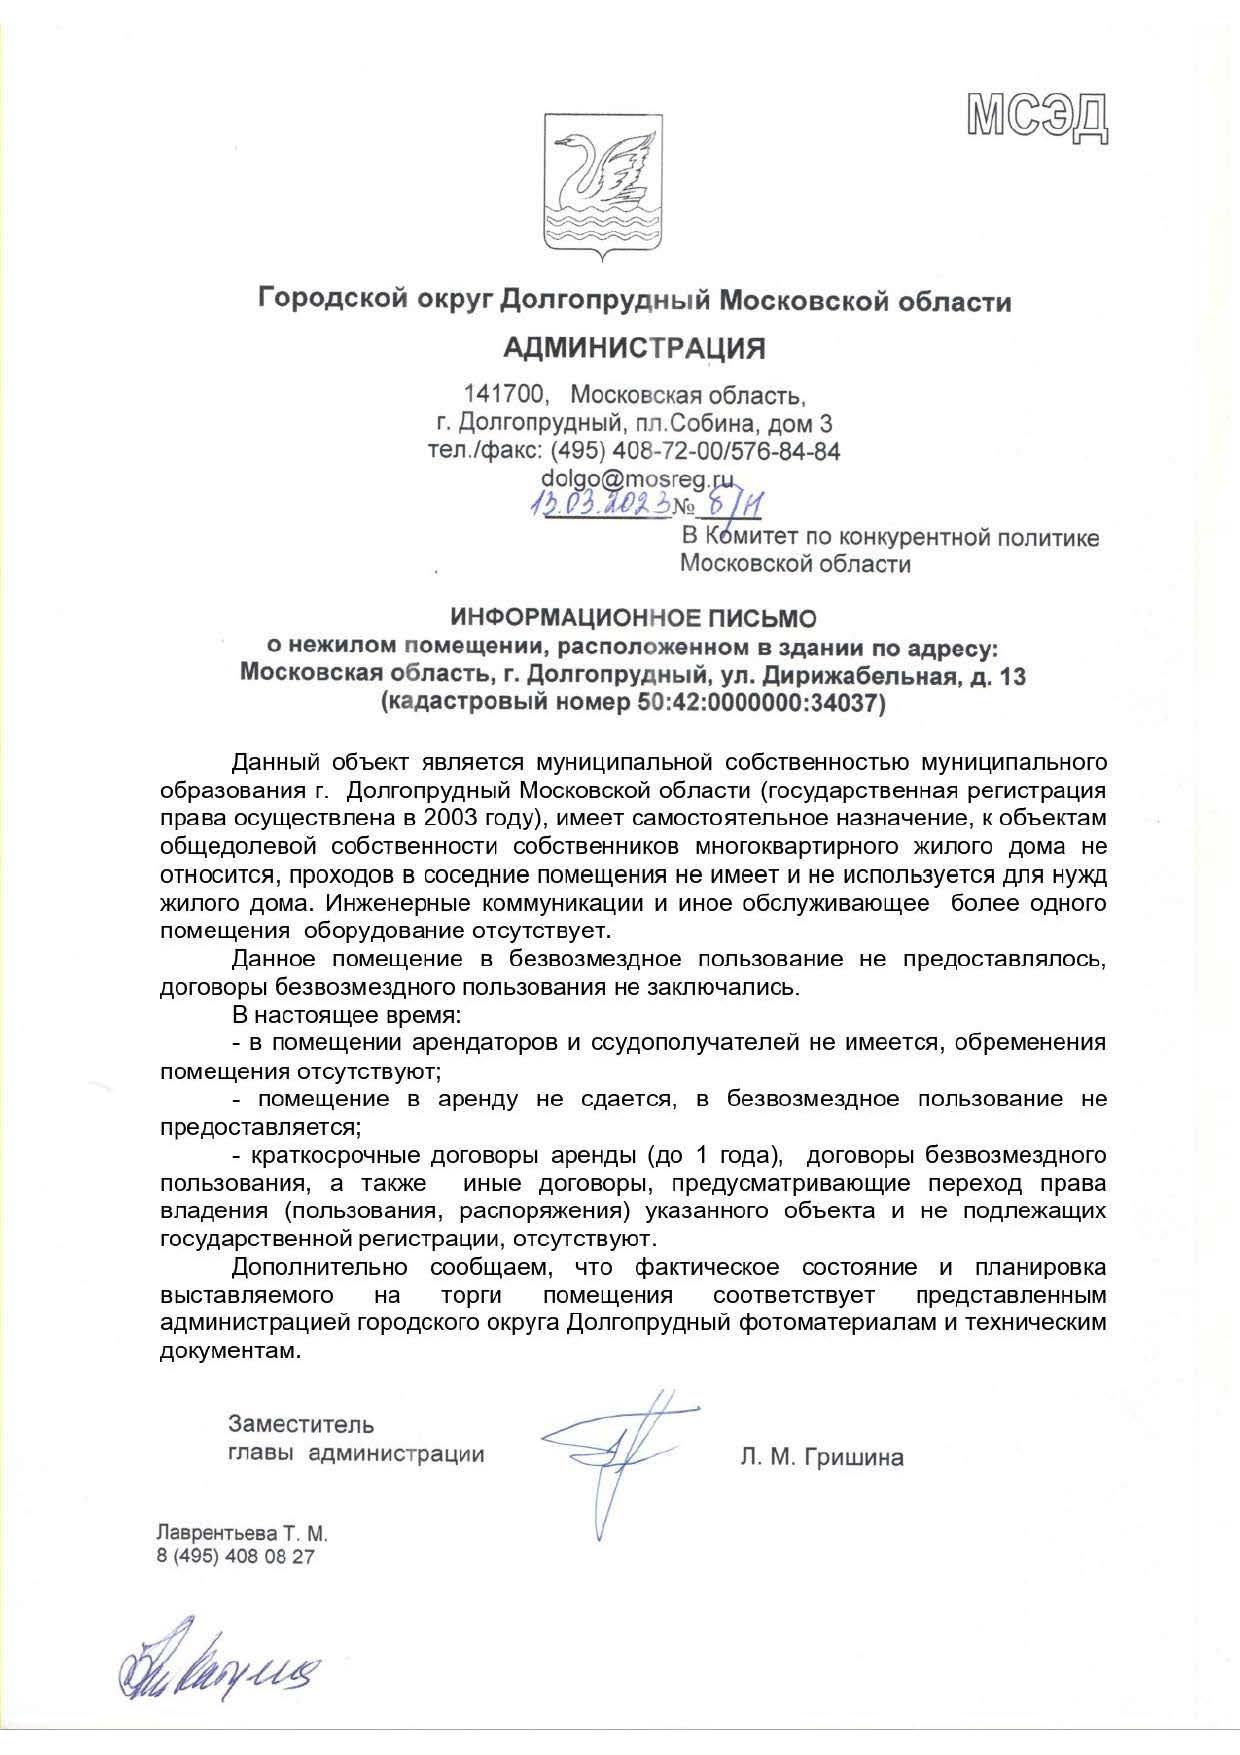 МСЭД
Городской округ Долгопрудный Московской области
АДМИНИСТРАЦИЯ
141700, Московская область,
г. Долгопрудный, пл.Собина, дом 3
тел./факс: (495) 408-72-00/576-84-84
dolgo@mosreg.ru
13.03.2023 № б/н
В Комитет по конкурентной политике
Московской области
ИНФОРМАЦИОННОЕ ПИСЬМО
о нежилом помещении, расположенном в здании по адресу:
Московская область, г. Долгопрудный, ул. Дирижабельная, д. 13
(кадастровый номер 50:42:0000000:34037)
Данный объект является муниципальной собственностью муниципального
образования г. Долгопрудный Московской области (государственная регистрация
права осуществлена в 2003 году), имеет самостоятельное назначение, к объектам
общедолевой собственности собственников многоквартирного жилого дома не
относится, проходов в соседние помещения не имеет и не используется для нужд
жилого дома. Инженерные коммуникации и иное обслуживающее более одного
помещения оборудование отсутствует.
Данное помещение в безвозмездное пользование не предоставлялось,
договоры безвозмездного пользования не заключались.
В настоящее время:
- в помещении арендаторов и ссудополучателей не имеется, обременения
помещения отсутствуют;
- помещение в аренду не сдается, в безвозмездное пользование не
предоставляется;
- краткосрочные договоры аренды (до 1 года), договоры безвозмездного
пользования, а также иные договоры, предусматривающие переход права
владения (пользования, распоряжения) указанного объекта и не подлежащих
государственной регистрации, отсутствуют.
Дополнительно сообщаем, что фактическое состояние и планировка
выставляемого на торги помещения соответствует представленным
администрацией городского округа Долгопрудный фотоматериалам и техническим
документам.
Заместитель
главы администрации
Л. М. Гришина
Лаврентьева Т. М.
8 (495) 408 08 27